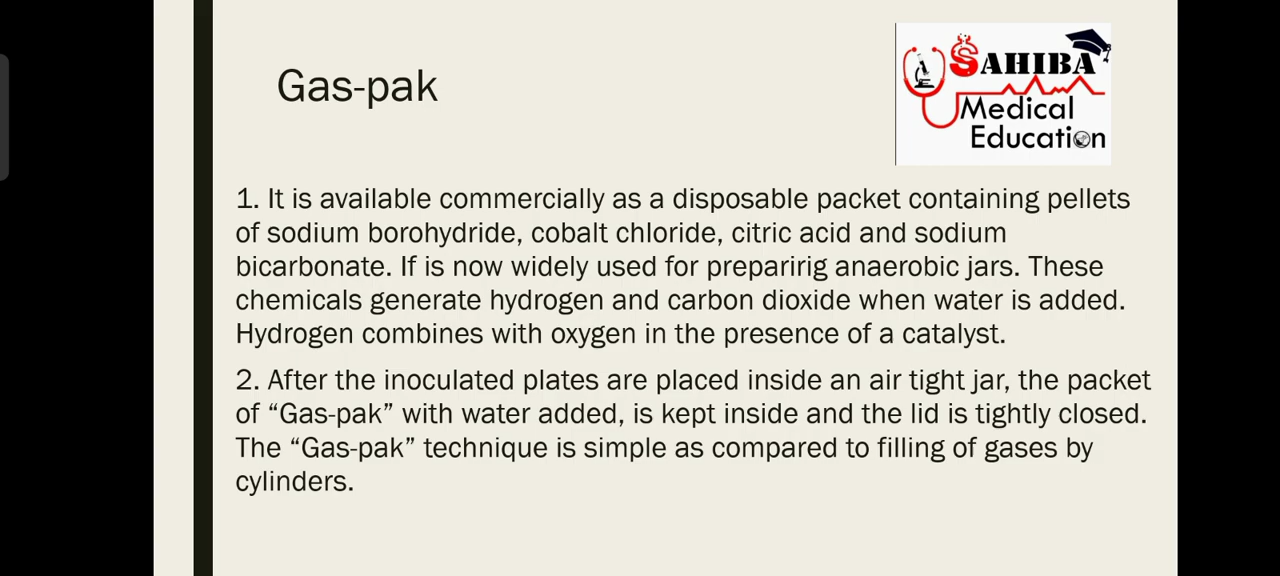 Gas-pak
SAHIBA
Medical
Education
1. It is available commercially as a disposable packet containing pellets
of sodium borohydride, cobalt chloride, citric acid and sodium
bicarbonate. If is now widely used for preparirig anaerobic jars. These
chemicals generate hydrogen and carbon dioxide when water is added.
Hydrogen combines with oxygen in the presence of a catalyst.
2. After the inoculated plates are placed inside an air tight jar, the packet
of “Gas-pak” with water added, is kept inside and the lid is tightly closed.
The “Gas-pak” technique is simple as compared to filling of gases by
cylinders.